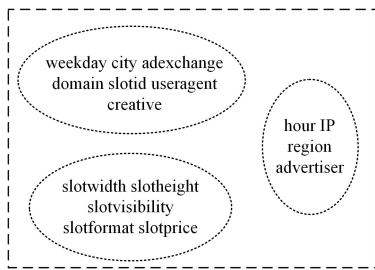 weekday city adexchange
domain slotid useragent
creative
hour IP
region
advertiser
slotwidth slotheight
slotvisibility
slotformat slotprice